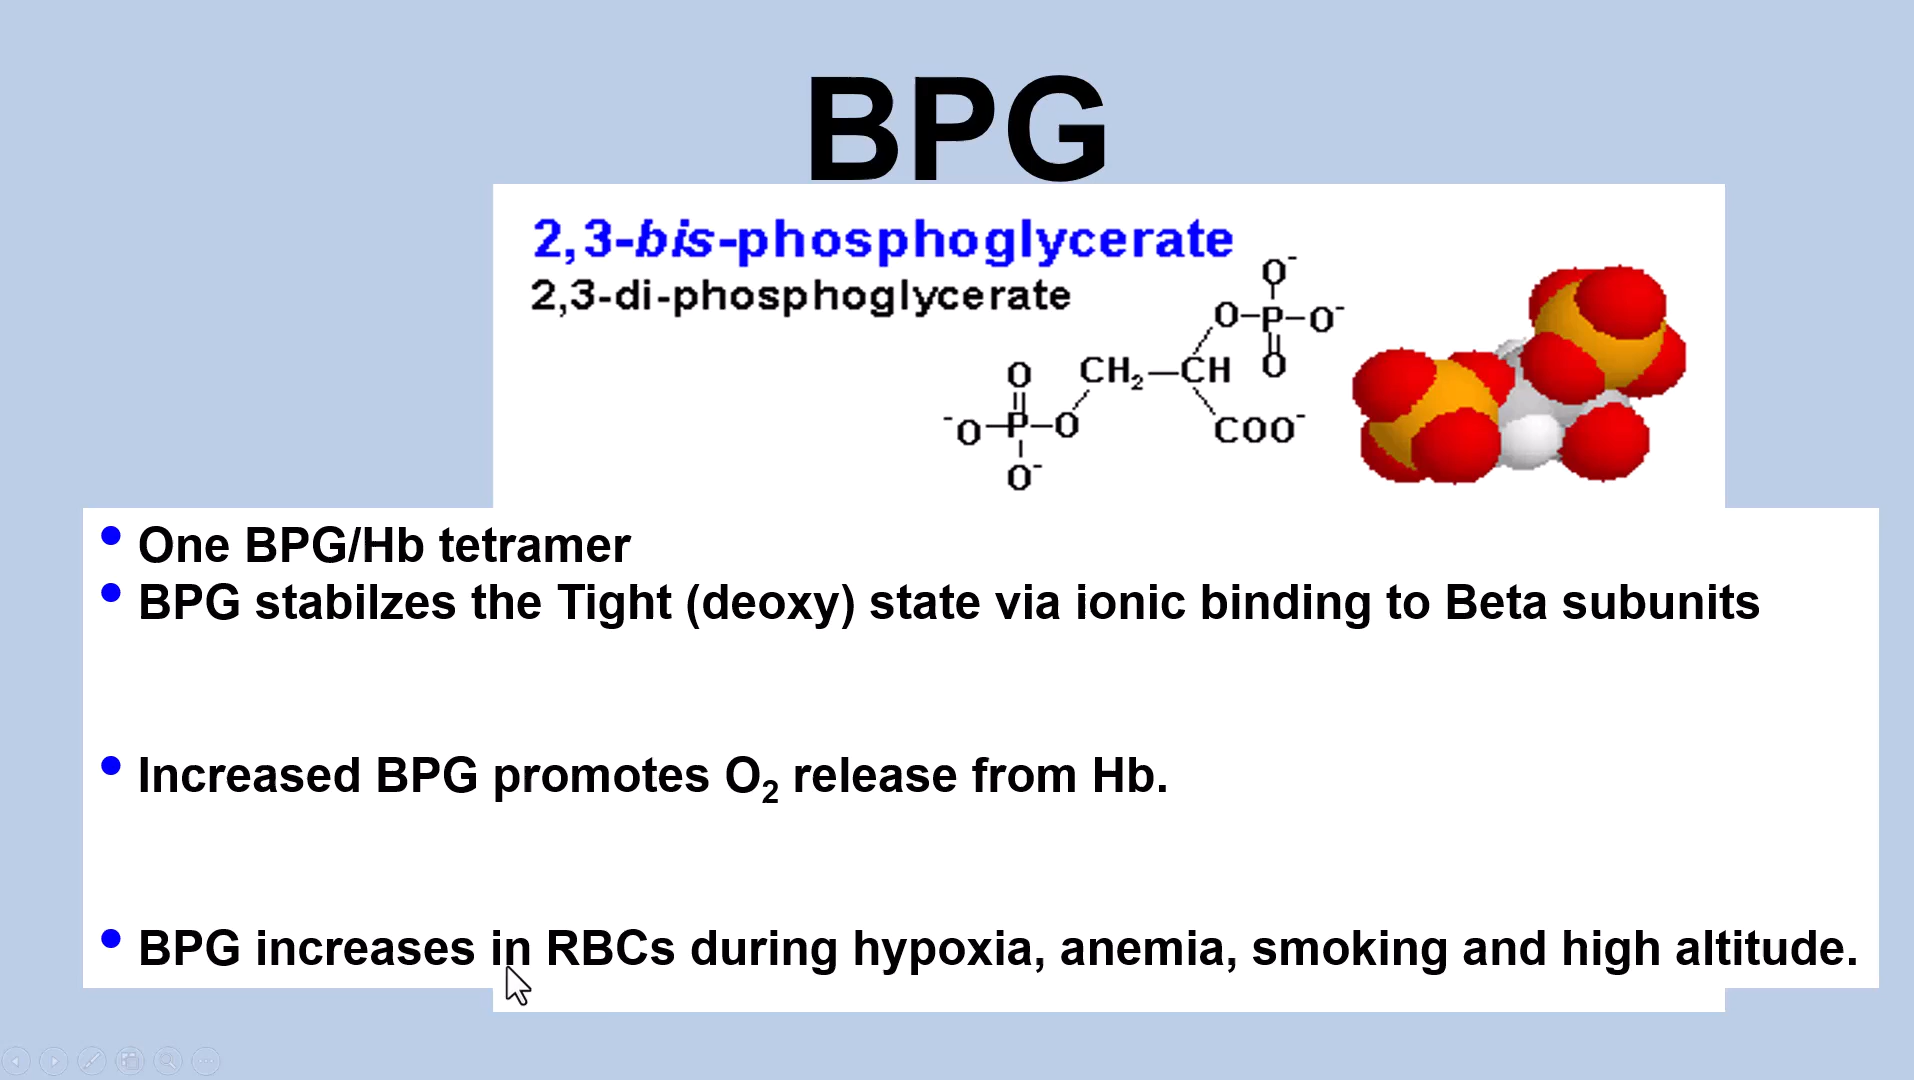 BPG
2,3-bis-phosphoglycerate
2,3-di-phosphoglycerate
O⁻
O–P–O⁻
O
CH₂—CH
COO⁻
O
⁻O–P–O
O⁻
• One BPG/Hb tetramer
• BPG stabilzes the Tight (deoxy) state via ionic binding to Beta subunits
• Increased BPG promotes O₂ release from Hb.
• BPG increases in RBCs during hypoxia, anemia, smoking and high altitude.